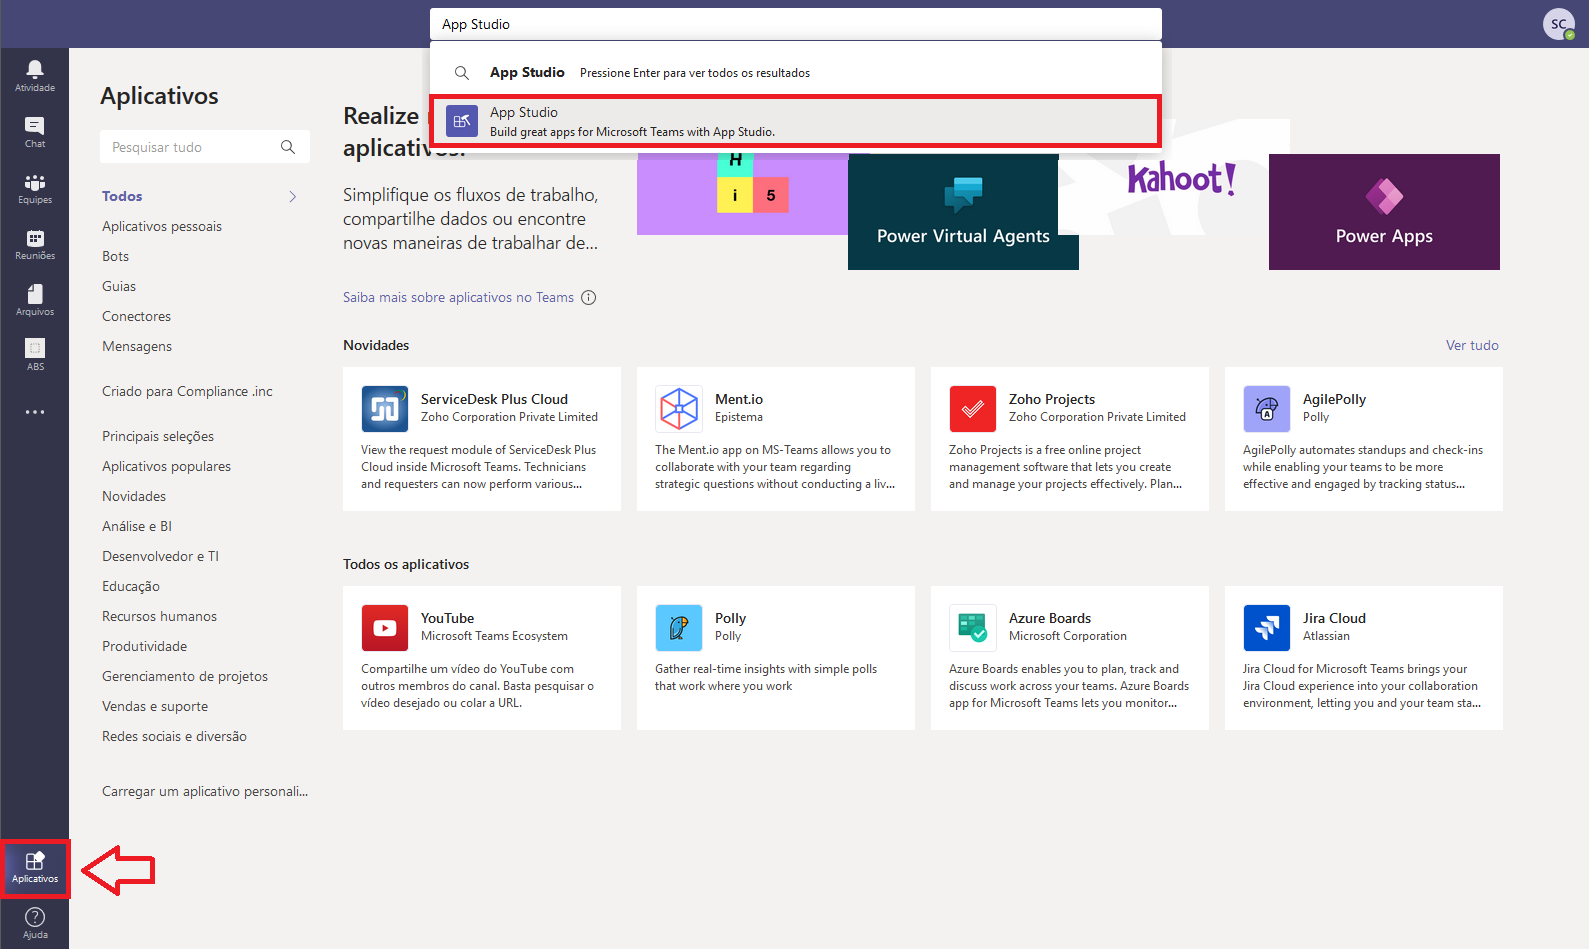 App Studio
SC
App Studio Pressione Enter para ver todos os resultados
App Studio
Build great apps for Microsoft Teams with App Studio.
Atividade
Chat
Equipes
Reuniões
Arquivos
ABS
Aplicativos
Ajuda
Aplicativos
Pesquisar tudo
Todos
Aplicativos pessoais
Bots
Guias
Conectores
Mensagens
Criado para Compliance .inc
Principais seleções
Aplicativos populares
Novidades
Análise e BI
Desenvolvedor e TI
Educação
Recursos humanos
Produtividade
Gerenciamento de projetos
Vendas e suporte
Redes sociais e diversão
Carregar um aplicativo personali...
Realize
aplicativos.
Simplifique os fluxos de trabalho,
compartilhe dados ou encontre
novas maneiras de trabalhar de...
Saiba mais sobre aplicativos no Teams
H
i 5
Power Virtual Agents
Kahoot!
Power Apps
Novidades
Ver tudo
ServiceDesk Plus Cloud
Zoho Corporation Private Limited
View the request module of ServiceDesk Plus
Cloud inside Microsoft Teams. Technicians
and requesters can now perform various...
Ment.io
Epistema
The Ment.io app on MS-Teams allows you to
collaborate with your team regarding
strategic questions without conducting a liv...
Zoho Projects
Zoho Corporation Private Limited
Zoho Projects is a free online project
management software that lets you create
and manage your projects effectively. Plan...
A
AgilePolly
Polly
AgilePolly automates standups and check-ins
while enabling your teams to be more
effective and engaged by tracking status...
Todos os aplicativos
YouTube
Microsoft Teams Ecosystem
Compartilhe um vídeo do YouTube com
outros membros do canal. Basta pesquisar o
vídeo desejado ou colar a URL.
Polly
Polly
Gather real-time insights with simple polls
that work where you work
Azure Boards
Microsoft Corporation
Azure Boards enables you to plan, track and
discuss work across your teams. Azure Boards
app for Microsoft Teams lets you monitor...
Jira Cloud
Atlassian
Jira Cloud for Microsoft Teams brings your
Jira Cloud experience into your collaboration
environment, letting you and your team sta...